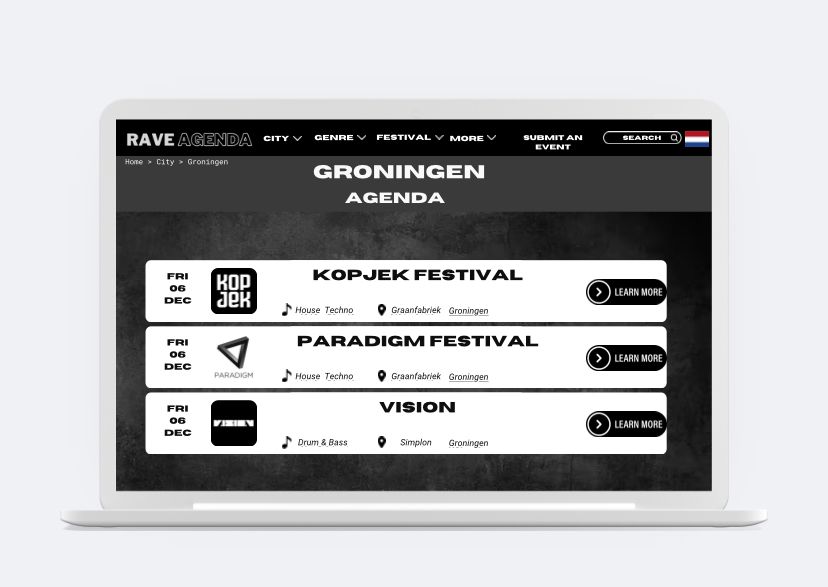 RAVE AGENDA CITY GENRE FESTIVAL MORE SUBMIT AN EVENT SEARCH
Home > City > Groningen
GRONINGEN
AGENDA
FRI
06
DEC
KOP
JEK
KOPJEK FESTIVAL
House Techno Graanfabriek Groningen
LEARN MORE
FRI
06
DEC
PARADIGM
PARADIGM FESTIVAL
House Techno Graanfabriek Groningen
LEARN MORE
FRI
06
DEC
VISION
VISION
Drum & Bass Simplon Groningen
LEARN MORE